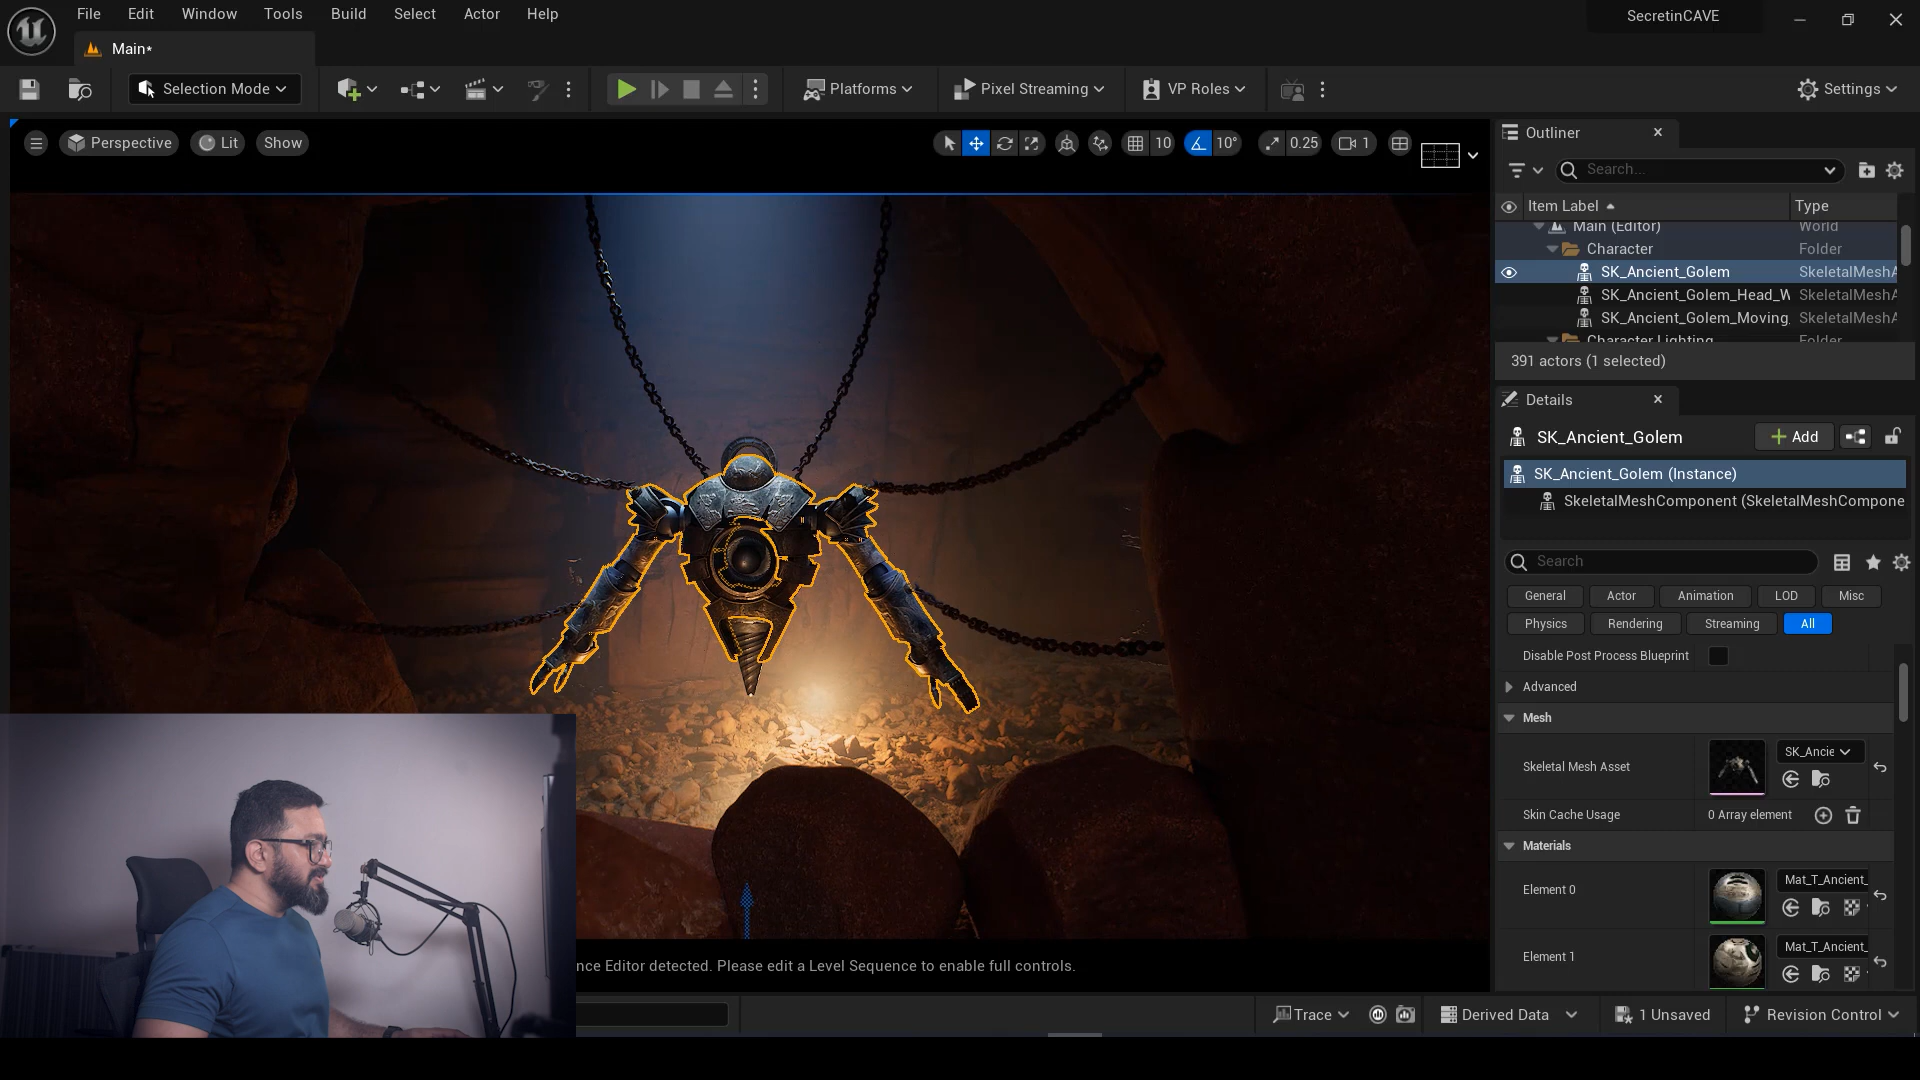 File Edit Window Tools Build Select Actor Help
SecretinCAVE
Main*
Selection Mode
Platforms
Pixel Streaming
VP Roles
Settings
Perspective Lit Show
10 10° 0.25 1
Outliner
Search...
Item Label Type
Main (Editor) World
Character Folder
SK_Ancient_Golem SkeletalMeshA
SK_Ancient_Golem_Head_W SkeletalMeshA
SK_Ancient_Golem_Moving_ SkeletalMeshA
Character Lighting Folder
391 actors (1 selected)
Details
SK_Ancient_Golem
Add
SK_Ancient_Golem (Instance)
SkeletalMeshComponent (SkeletalMeshCompone
Search
General Actor Animation LOD Misc
Physics Rendering Streaming All
Disable Post Process Blueprint
Advanced
Mesh
Skeletal Mesh Asset
SK_Ancie
Skin Cache Usage 0 Array element
Materials
Element 0
Mat_T_Ancient_
Element 1
Mat_T_Ancient_
nce Editor detected. Please edit a Level Sequence to enable full controls.
Trace Derived Data 1 Unsaved Revision Control